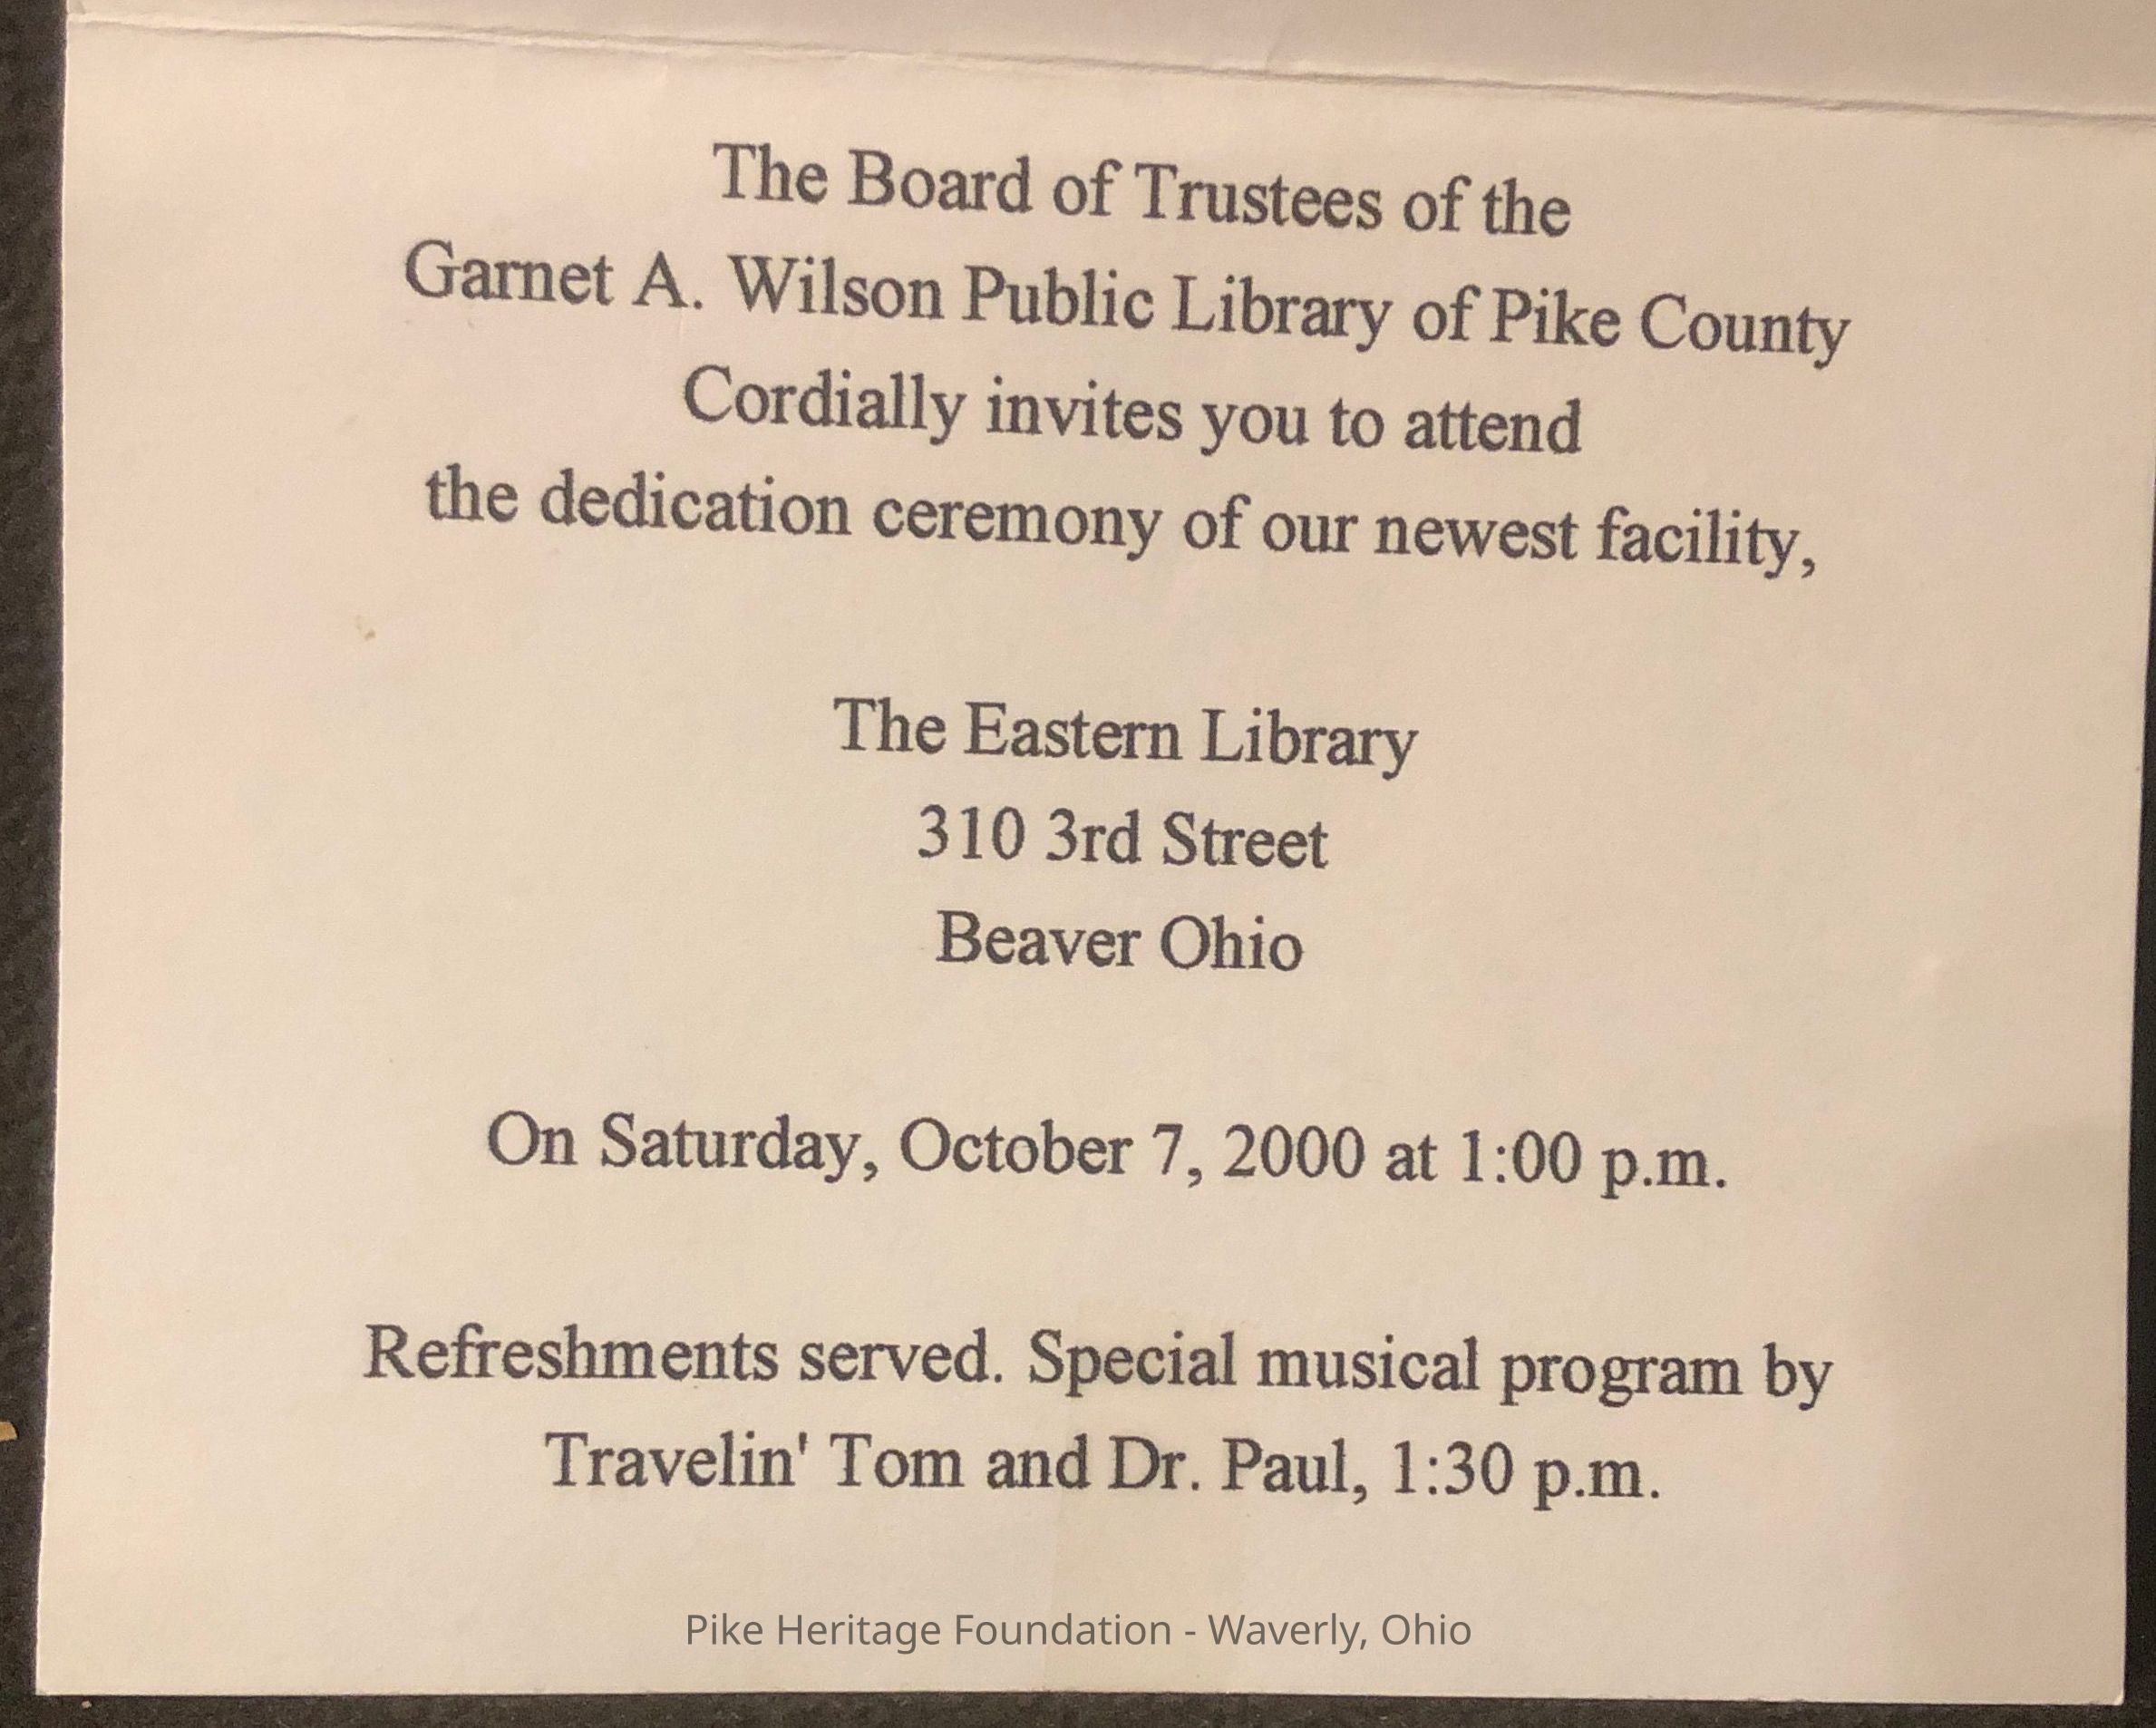 The Board of Trustees of the
Garnet A. Wilson Public Library of Pike County
Cordially invites you to attend
the dedication ceremony of our newest facility,
The Eastern Library
310 3rd Street
Beaver Ohio
On Saturday, October 7, 2000 at 1:00 p.m.
Refreshments served. Special musical program by
Travelin' Tom and Dr. Paul, 1:30 p.m.
Pike Heritage Foundation - Waverly, Ohio